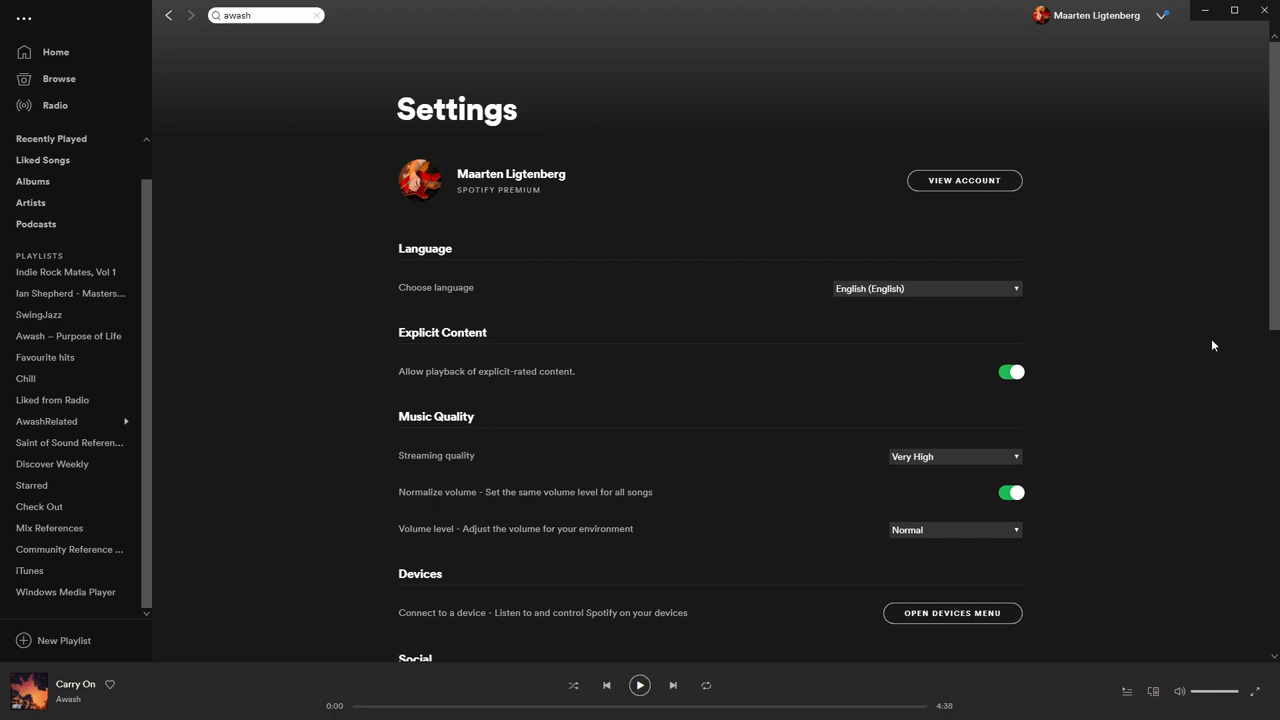 awash
Maarten Ligtenberg
Home
Browse
Radio
Recently Played
Liked Songs
Albums
Artists
Podcasts
PLAYLISTS
Indie Rock Mates, Vol 1
Ian Shepherd - Masters...
SwingJazz
Awash – Purpose of Life
Favourite hits
Chill
Liked from Radio
AwashRelated
Saint of Sound Referen...
Discover Weekly
Starred
Check Out
Mix References
Community Reference ...
iTunes
Windows Media Player
New Playlist
Settings
Maarten Ligtenberg
SPOTIFY PREMIUM
VIEW ACCOUNT
Language
Choose language
English (English)
Explicit Content
Allow playback of explicit-rated content.
Music Quality
Streaming quality
Very High
Normalize volume - Set the same volume level for all songs
Volume level - Adjust the volume for your environment
Normal
Devices
Connect to a device - Listen to and control Spotify on your devices
OPEN DEVICES MENU
Social
Carry On
Awash
0:00
4:38